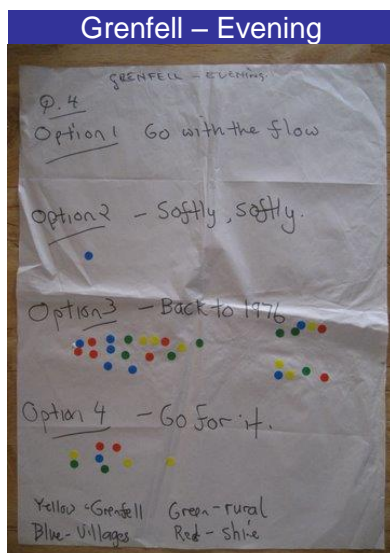 Grenfell – Evening
GRENFELL - EVENING
Q.4
Option 1 Go with the flow
Option 2 - Softly, softly.
Option 3 - Back to 1976
Option 4 - Go for it.
Yellow - Grenfell Green - rural
Blue - Villages Red - shire